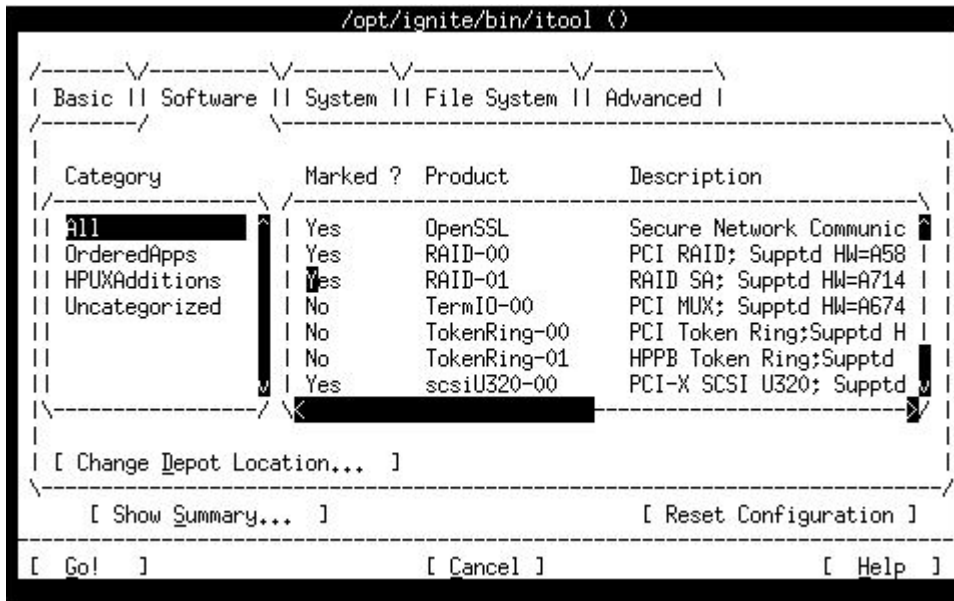 /opt/ignite/bin/itool ()
Basic || Software || System || File System || Advanced |
Category Marked ? Product Description
All Yes OpenSSL Secure Network Communic
OrderedApps Yes RAID-00 PCI RAID; Supptd HW=A58
HPUXAdditions Yes RAID-01 RAID SA; Supptd HW=A714
Uncategorized No TermIO-00 PCI MUX; Supptd HW=A674
No TokenRing-00 PCI Token Ring;Supptd H
No TokenRing-01 HPPB Token Ring;Supptd
Yes scsiU320-00 PCI-X SCSI U320; Supptd
[ Change Depot Location... ]
[ Show Summary... ] [ Reset Configuration ]
[ Go! ] [ Cancel ] [ Help ]